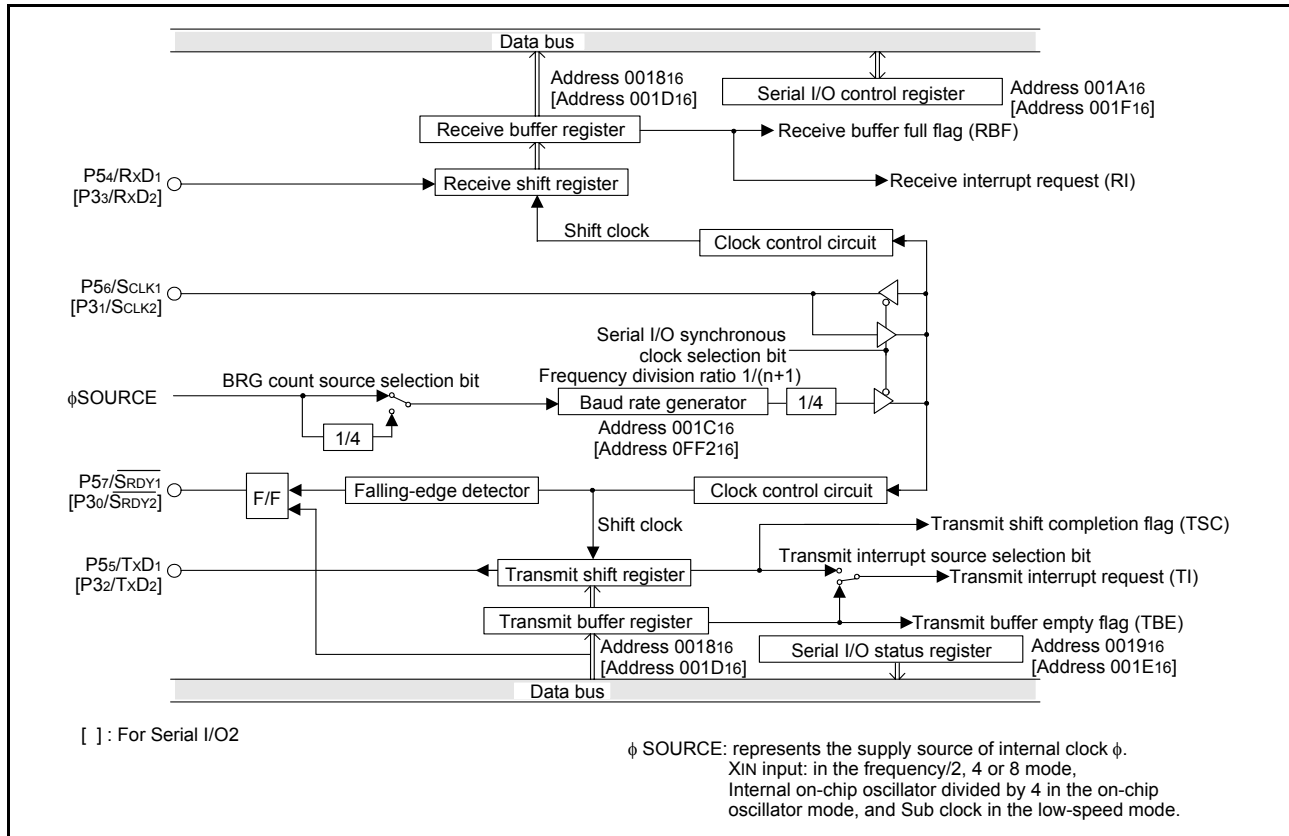 Data bus
Address 001816
[Address 001D16]
Serial I/O control register
Address 001A16
[Address 001F16]
Receive buffer register
Receive buffer full flag (RBF)
P54/RxD1
[P33/RxD2]
Receive shift register
Receive interrupt request (RI)
Shift clock
Clock control circuit
P56/SCLK1
[P31/SCLK2]
Serial I/O synchronous
clock selection bit
BRG count source selection bit
Frequency division ratio 1/(n+1)
ϕSOURCE
Baud rate generator
1/4
1/4
Address 001C16
[Address 0FF216]
P57/SRDY1
[P30/SRDY2]
F/F
Falling-edge detector
Clock control circuit
Shift clock
Transmit shift completion flag (TSC)
P55/TxD1
[P32/TxD2]
Transmit shift register
Transmit interrupt source selection bit
Transmit interrupt request (TI)
Transmit buffer register
Transmit buffer empty flag (TBE)
Address 001816
[Address 001D16]
Serial I/O status register
Address 001916
[Address 001E16]
Data bus
[ ] : For Serial I/O2
ϕ SOURCE: represents the supply source of internal clock ϕ.
XIN input: in the frequency/2, 4 or 8 mode,
Internal on-chip oscillator divided by 4 in the on-chip
oscillator mode, and Sub clock in the low-speed mode.